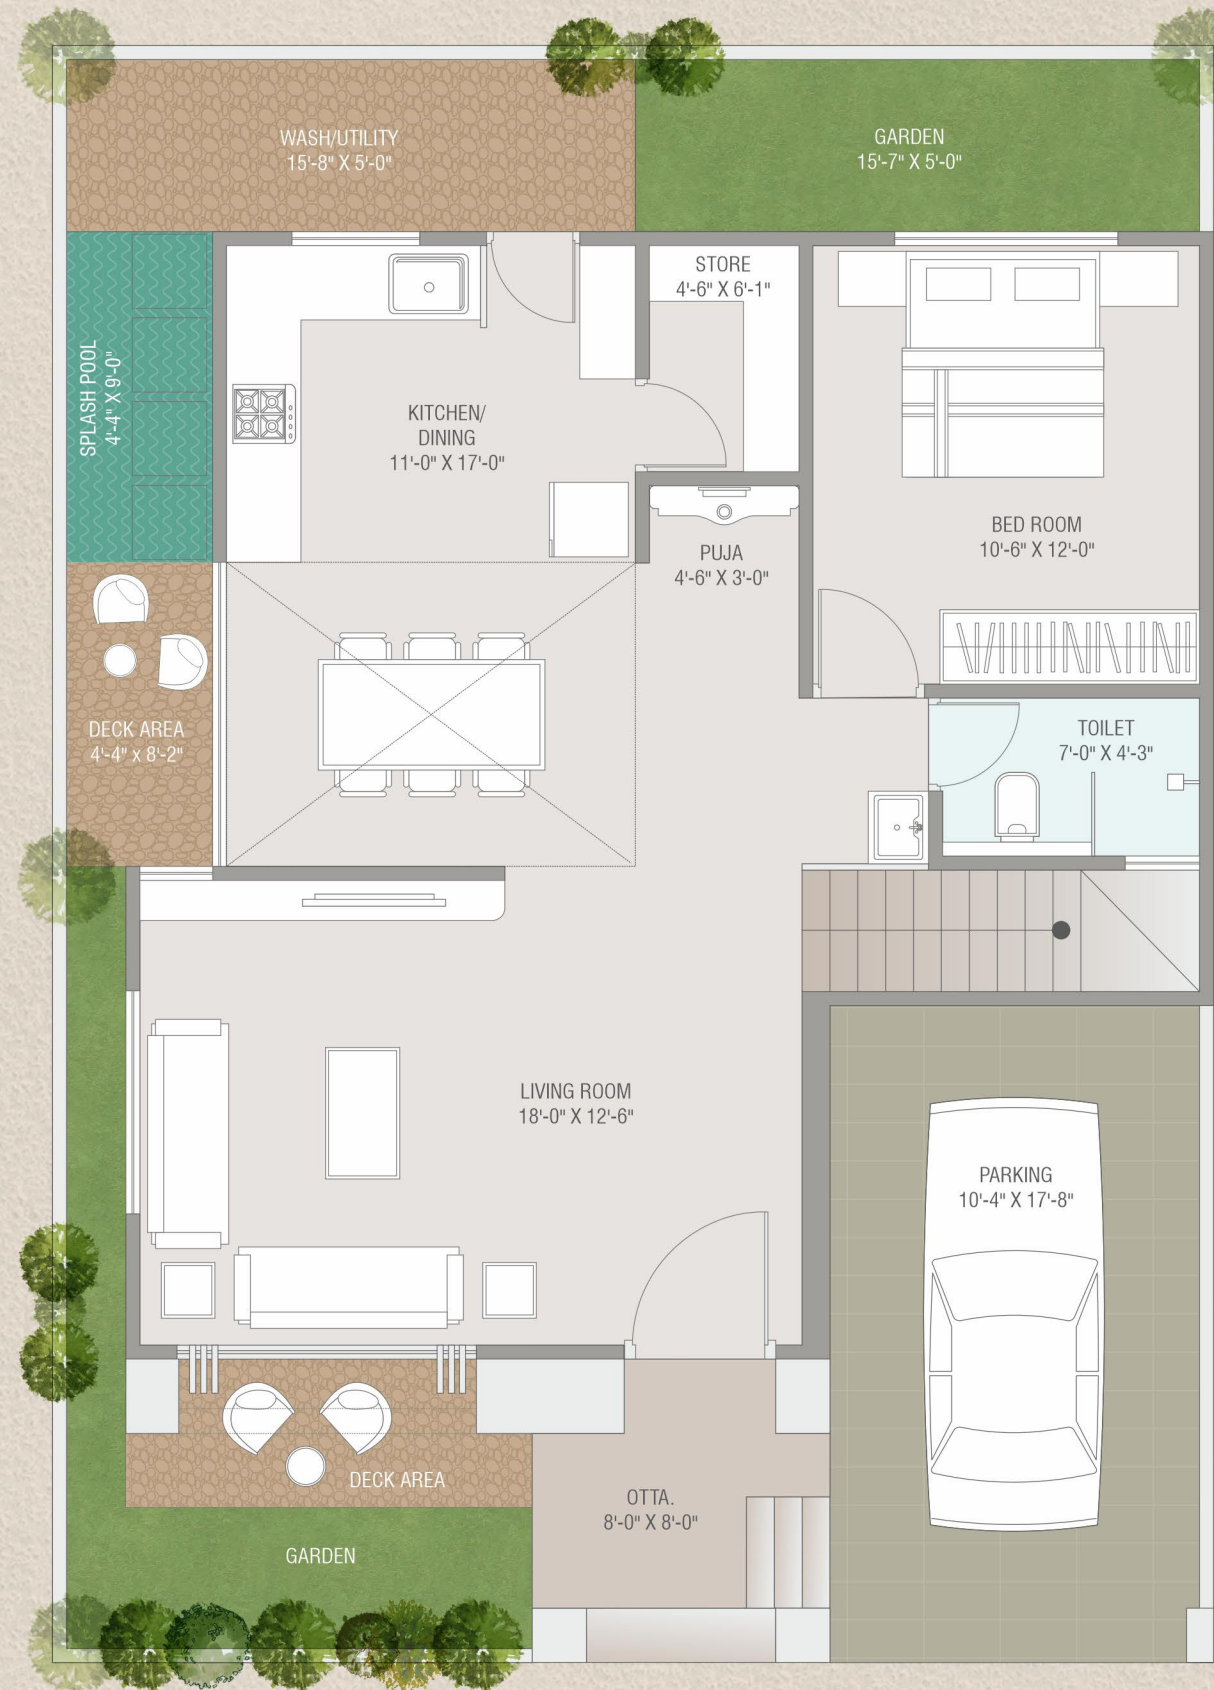 WASH/UTILITY
15'-8" X 5'-0"
GARDEN
15'-7" X 5'-0"
STORE
4'-6" X 6'-1"
SPLASH POOL
4'-4" X 9'-0"
KITCHEN/
DINING
11'-0" X 17'-0"
BED ROOM
10'-6" X 12'-0"
PUJA
4'-6" X 3'-0"
DECK AREA
4'-4" x 8'-2"
TOILET
7'-0" X 4'-3"
LIVING ROOM
18'-0" X 12'-6"
PARKING
10'-4" X 17'-8"
DECK AREA
OTTA.
8'-0" X 8'-0"
GARDEN